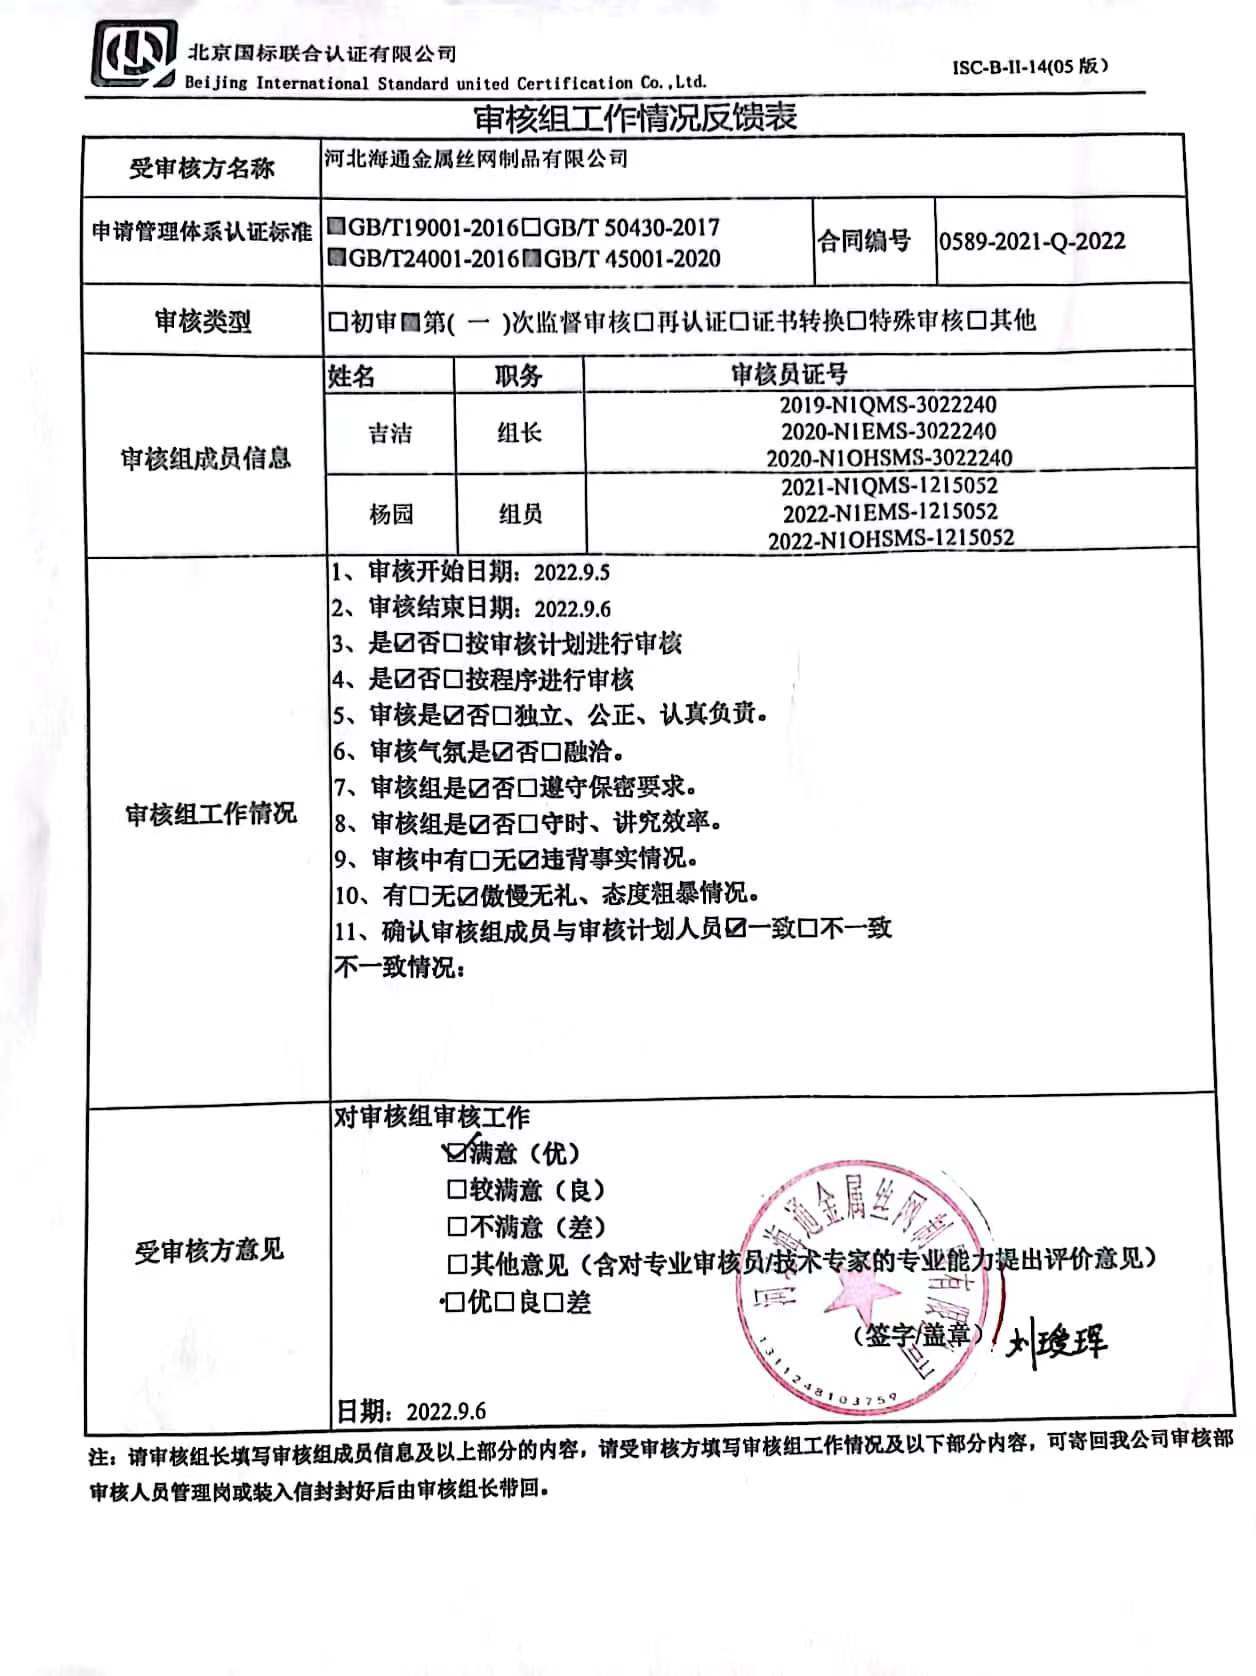 北京国标联合认证有限公司
Beijing International Standard united Certification Co.,Ltd.
ISC-B-II-14(05 版)
审核组工作情况反馈表
受审核方名称
河北海通金属丝网制品有限公司
申请管理体系认证标准
■GB/T19001-2016□GB/T 50430-2017
■GB/T24001-2016■GB/T 45001-2020
合同编号
0589-2021-Q-2022
审核类型
□初审■第( 一 )次监督审核□再认证□证书转换□特殊审核□其他
审核组成员信息
姓名 职务 审核员证号
吉洁 组长
2019-N1QMS-3022240
2020-N1EMS-3022240
2020-N1OHSMS-3022240
杨园 组员
2021-N1QMS-1215052
2022-N1EMS-1215052
2022-N1OHSMS-1215052
审核组工作情况
1、审核开始日期：2022.9.5
2、审核结束日期：2022.9.6
3、是☑否□按审核计划进行审核
4、是☑否□按程序进行审核
5、审核是☑否□独立、公正、认真负责。
6、审核气氛是☑否□融洽。
7、审核组是☑否□遵守保密要求。
8、审核组是☑否□守时、讲究效率。
9、审核中有□无☑违背事实情况。
10、有□无☑傲慢无礼、态度粗暴情况。
11、确认审核组成员与审核计划人员☑一致□不一致
不一致情况：
受审核方意见
对审核组审核工作
☑满意（优）
□较满意（良）
□不满意（差）
□其他意见（含对专业审核员/技术专家的专业能力提出评价意见）
□优□良□差
（签字/盖章）
日期：2022.9.6
1311248103759
注：请审核组长填写审核组成员信息及以上部分的内容，请受审核方填写审核组工作情况及以下部分内容，可寄回我公司审核部
审核人员管理岗或装入信封封好后由审核组长带回。